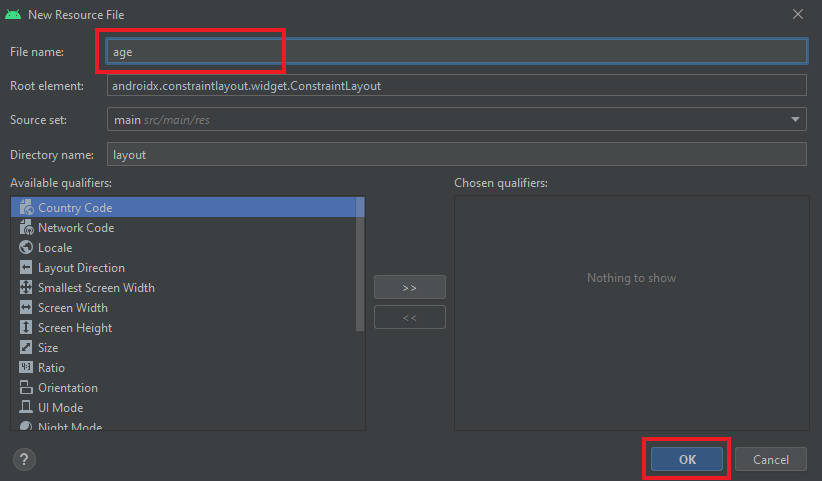 New Resource File
File name: age
Root element: androidx.constraintlayout.widget.ConstraintLayout
Source set: main src/main/res
Directory name: layout
Available qualifiers:
Chosen qualifiers:
Country Code
Network Code
Locale
Layout Direction
Smallest Screen Width
Screen Width
Screen Height
Size
Ratio
Orientation
UI Mode
Night Mode
>>
<<
Nothing to show
?
OK
Cancel